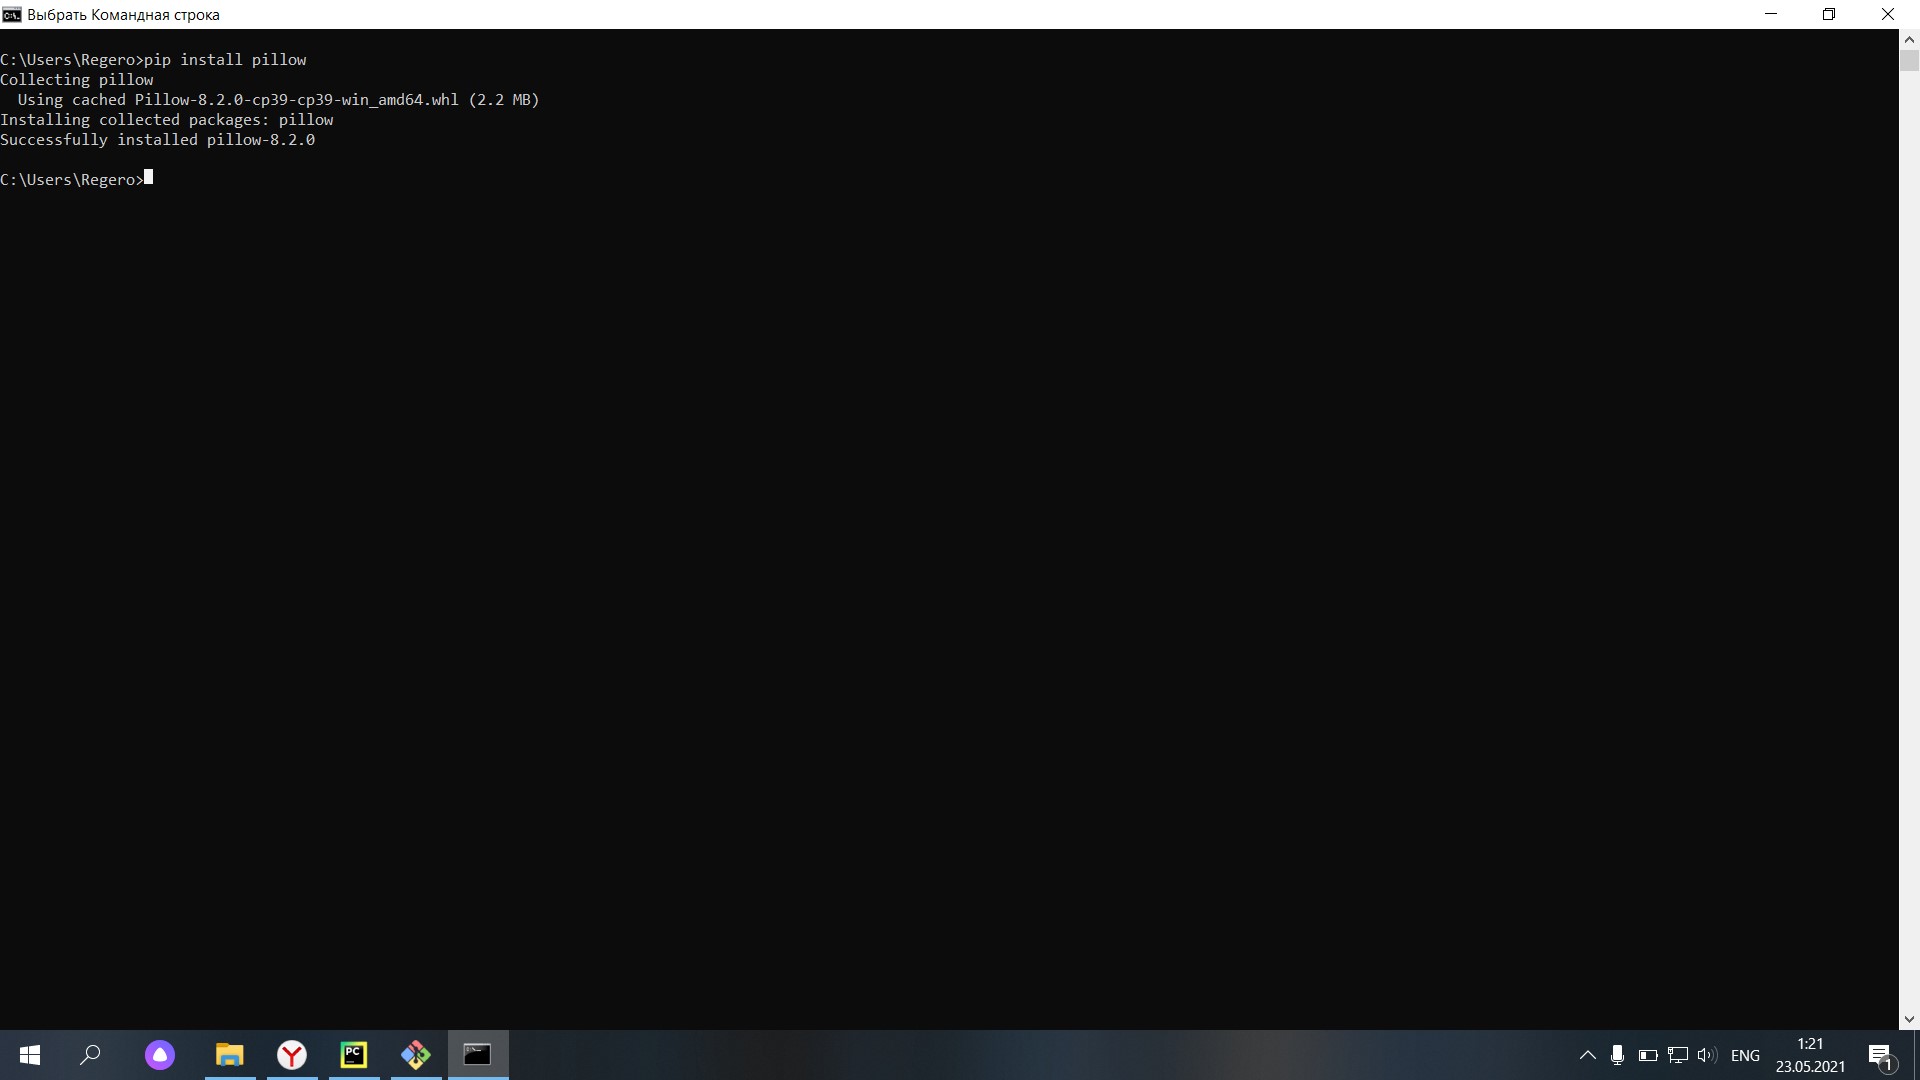 Выбрать Командная строка
C:\Users\Regero>pip install pillow
Collecting pillow
  Using cached Pillow-8.2.0-cp39-cp39-win_amd64.whl (2.2 MB)
Installing collected packages: pillow
Successfully installed pillow-8.2.0
C:\Users\Regero>
PC
ENG
1:21
23.05.2021
1